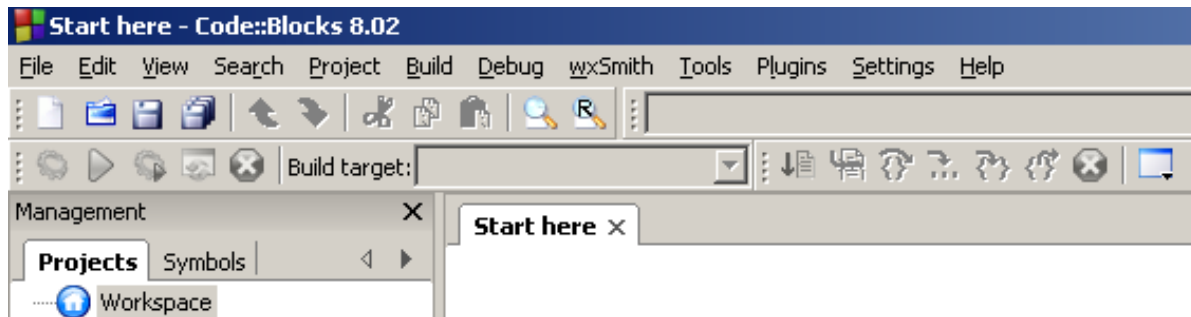 Start here - Code::Blocks 8.02
File Edit View Search Project Build Debug wxSmith Tools Plugins Settings Help
R
Build target:
Management
Start here
Projects Symbols
Workspace